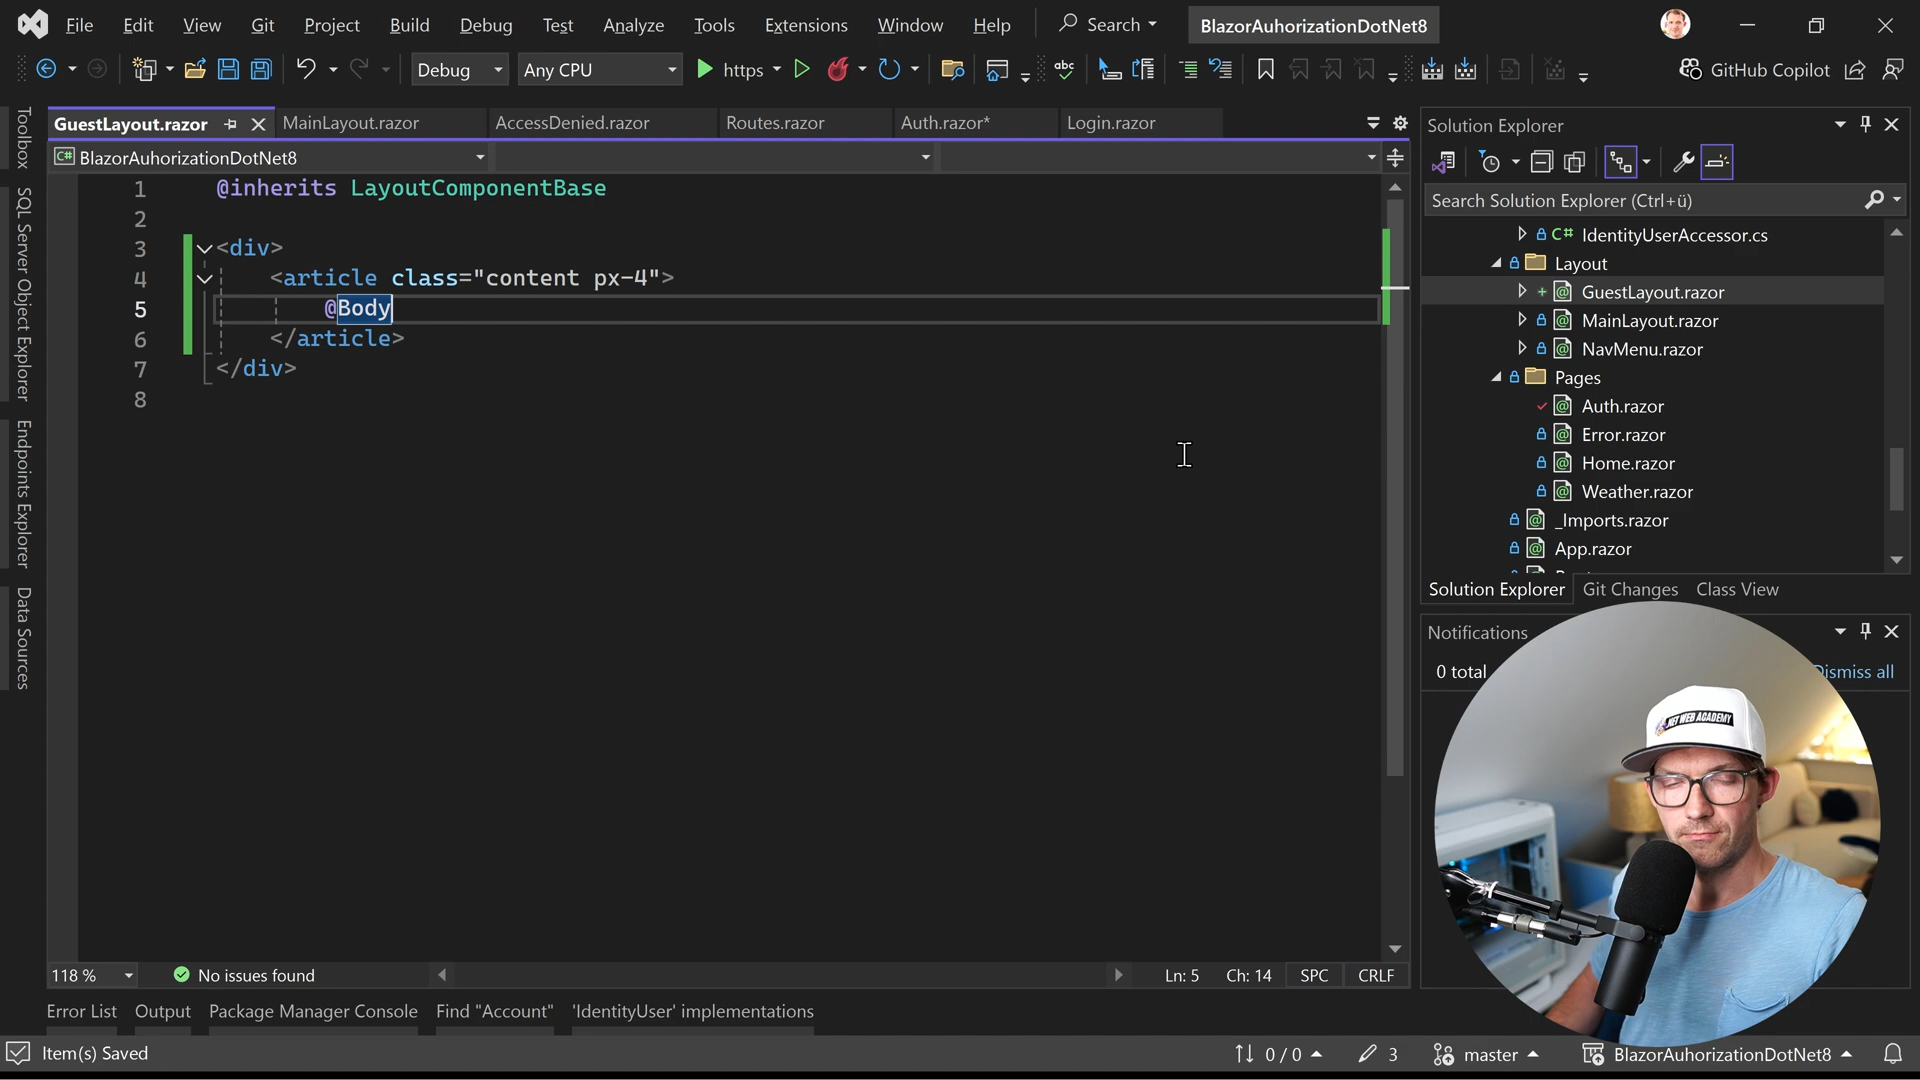 File Edit View Git Project Build Debug Test Analyze Tools Extensions Window Help Search BlazorAuhorizationDotNet8
Debug Any CPU https abc GitHub Copilot
GuestLayout.razor MainLayout.razor AccessDenied.razor Routes.razor Auth.razor* Login.razor
C# BlazorAuhorizationDotNet8
1 @inherits LayoutComponentBase
2
3 <div>
4 <article class="content px-4">
5 @Body
6 </article>
7 </div>
8
118 % No issues found Ln: 5 Ch: 14 SPC CRLF
Error List Output Package Manager Console Find "Account" 'IdentityUser' implementations
Item(s) Saved 0 / 0 3 master BlazorAuhorizationDotNet8
Toolbox
SQL Server Object Explorer
Endpoints Explorer
Data Sources
Solution Explorer
Search Solution Explorer (Ctrl+ü)
C# IdentityUserAccessor.cs
Layout
GuestLayout.razor
MainLayout.razor
NavMenu.razor
Pages
Auth.razor
Error.razor
Home.razor
Weather.razor
_Imports.razor
App.razor
Solution Explorer Git Changes Class View
Notifications
0 total Dismiss all
.NET WEB ACADEMY